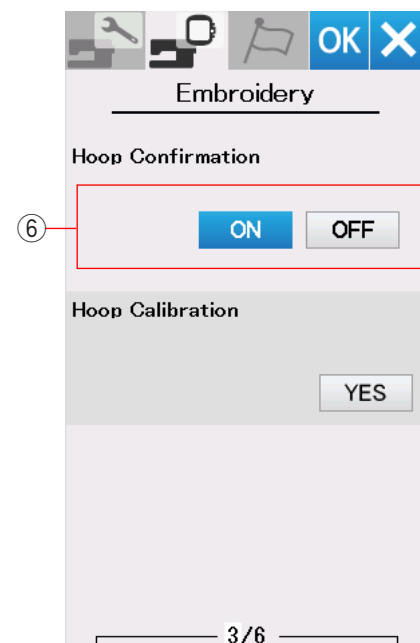 OK
Embroidery
Hoop Confirmation
⑥
ON OFF
Hoop Calibration
YES
3/6